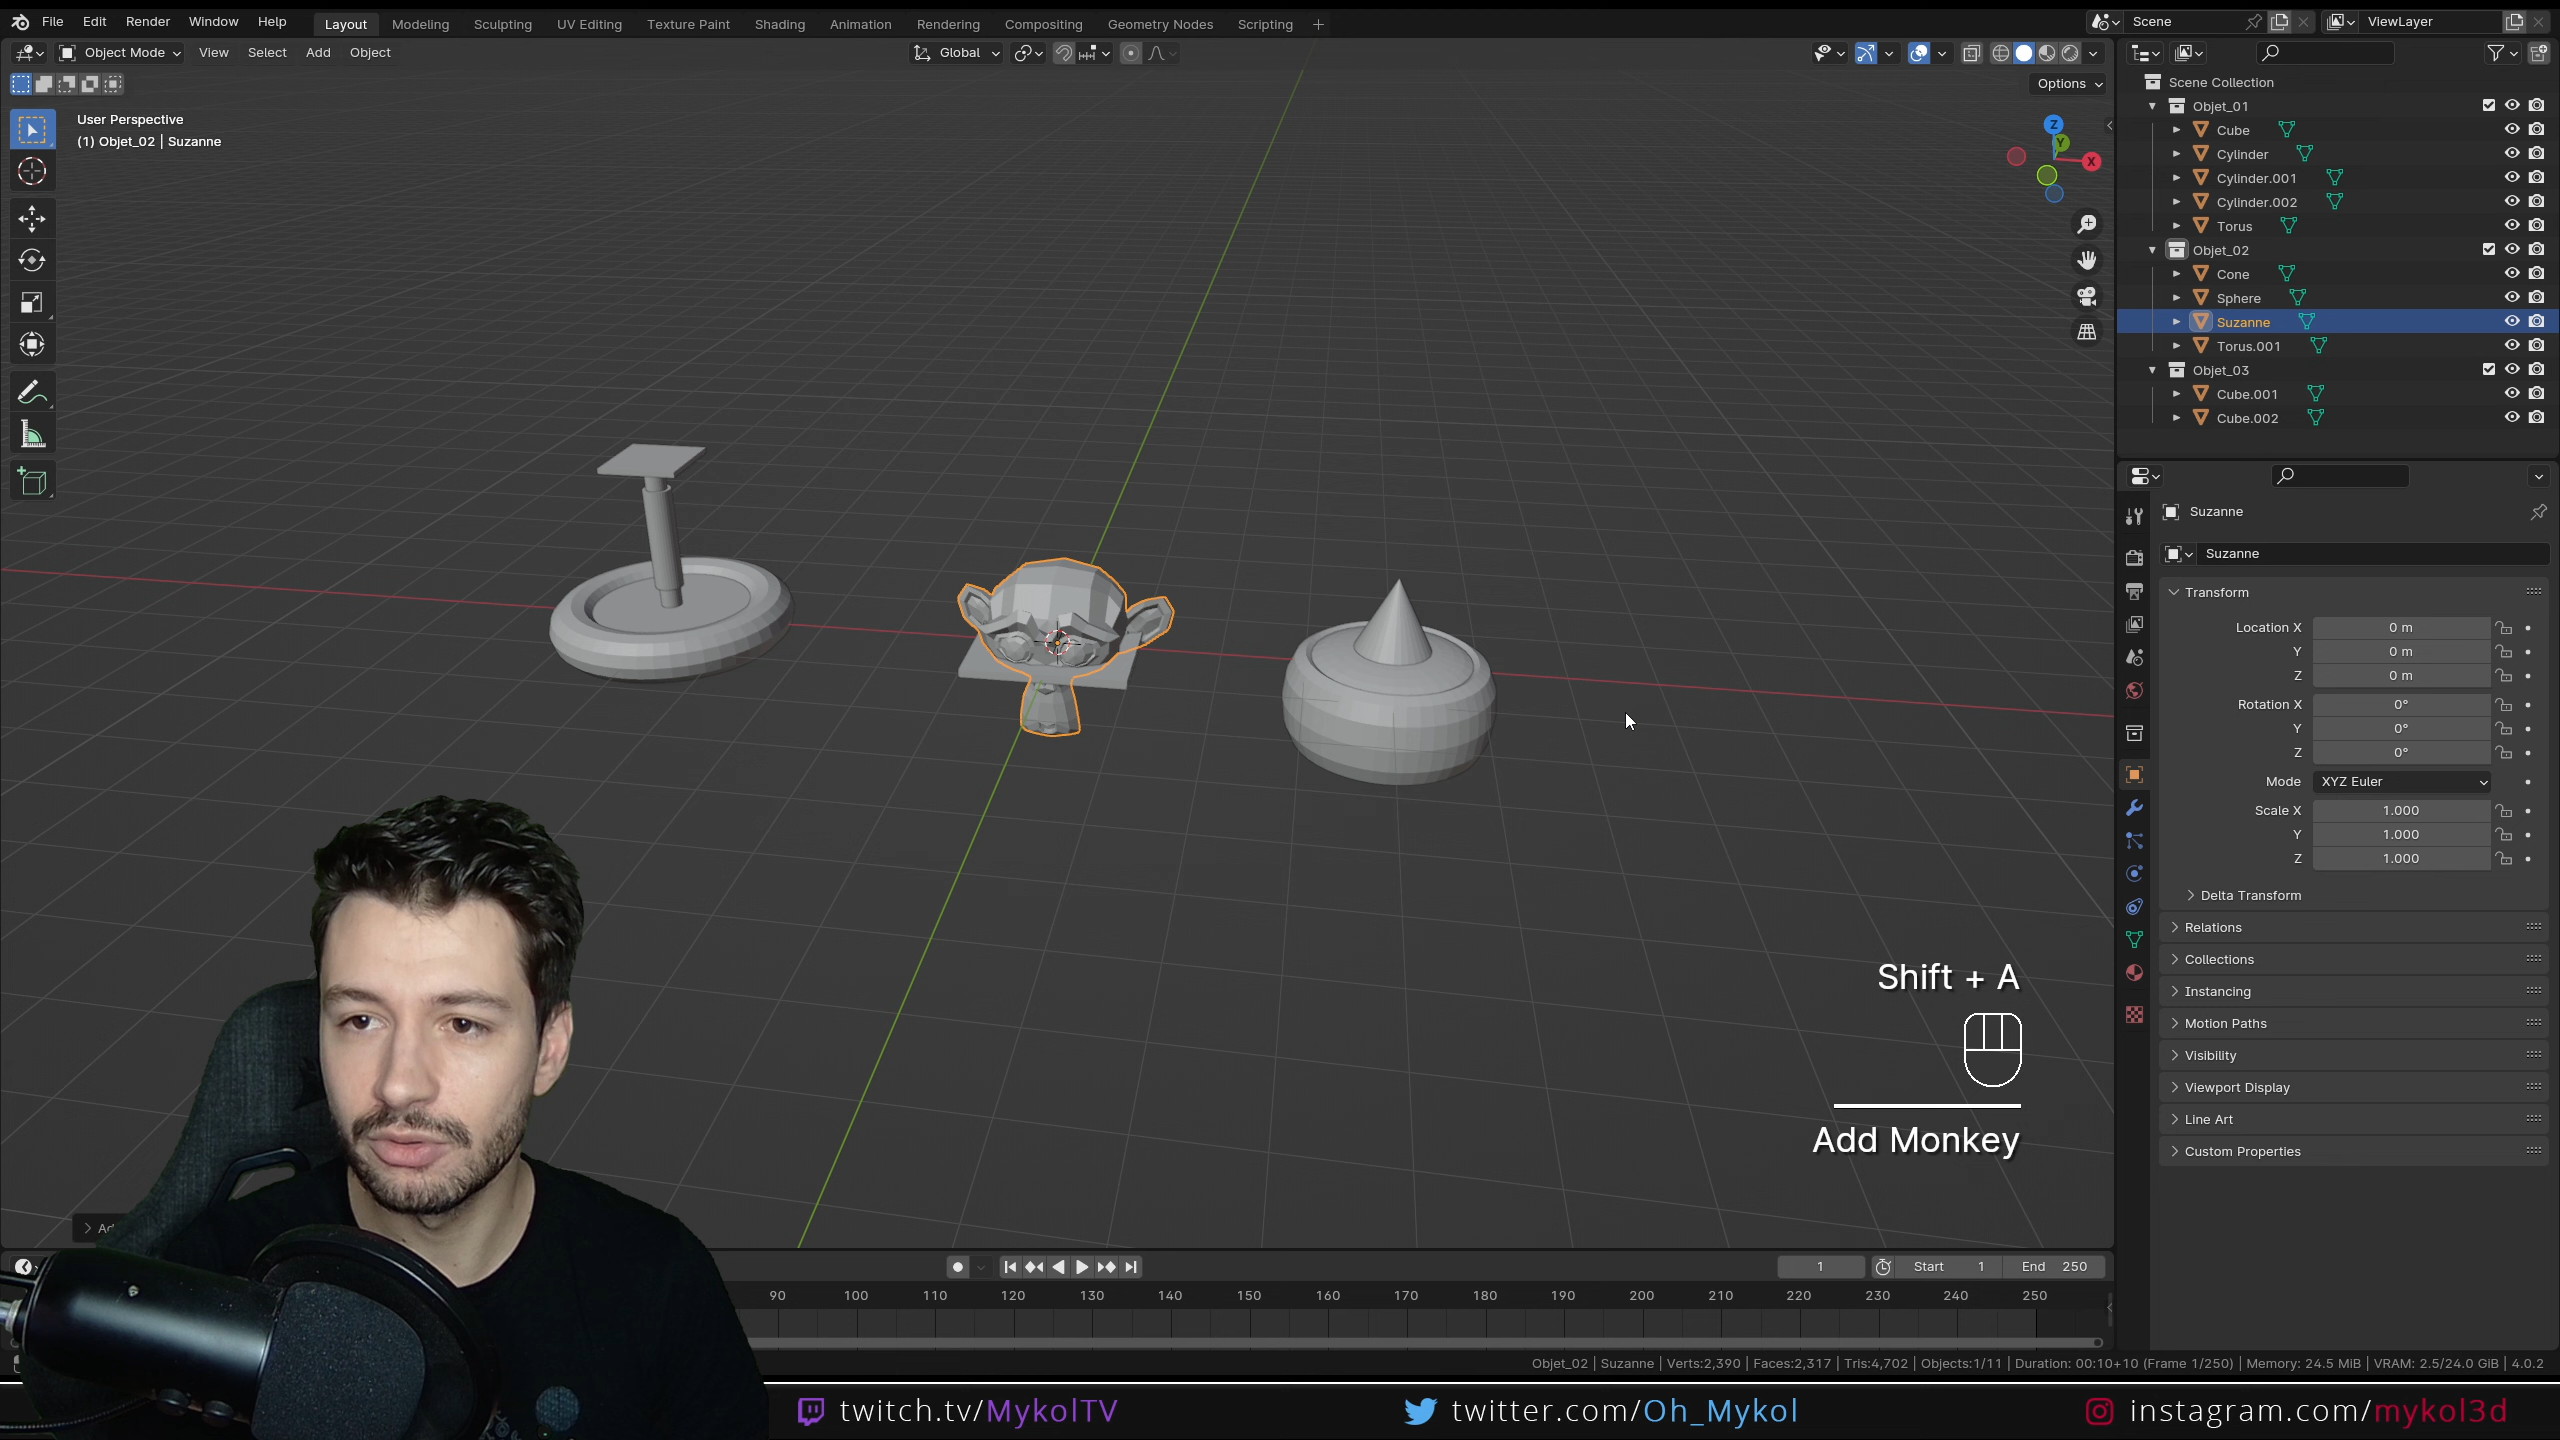 File Edit Render Window Help Layout Modeling Sculpting UV Editing Texture Paint Shading Animation Rendering Compositing Geometry Nodes Scripting +
Scene
ViewLayer
Object Mode View Select Add Object
Global
Options
User Perspective
(1) Objet_02 | Suzanne
Z
Y
X
Scene Collection
Objet_01
Cube
Cylinder
Cylinder.001
Cylinder.002
Torus
Objet_02
Cone
Sphere
Suzanne
Torus.001
Objet_03
Cube.001
Cube.002
Suzanne
Suzanne
Transform
Location X 0 m
Y 0 m
Z 0 m
Rotation X 0°
Y 0°
Z 0°
Mode XYZ Euler
Scale X 1.000
Y 1.000
Z 1.000
Delta Transform
Relations
Collections
Instancing
Motion Paths
Visibility
Viewport Display
Line Art
Custom Properties
Shift + A
Add Monkey
1
Start 1
End 250
90 100 110 120 130 140 150 160 170 180 190 200 210 220 230 240 250
Objet_02 | Suzanne | Verts:2,390 | Faces:2,317 | Tris:4,702 | Objects:1/11 | Duration: 00:10+10 (Frame 1/250) | Memory: 24.5 MiB | VRAM: 2.5/24.0 GiB | 4.0.2
twitch.tv/MykolTV
twitter.com/Oh_Mykol
instagram.com/mykol3d